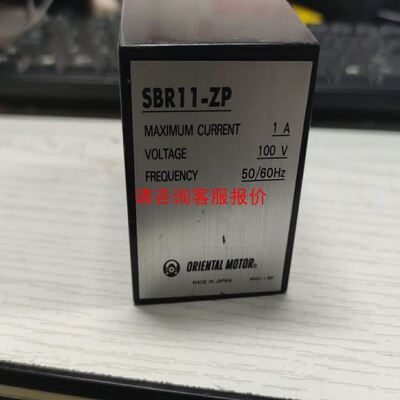 SBR11-ZP
MAXIMUM CURRENT 1 A
VOLTAGE 100 V
FREQUENCY 50/60Hz
请咨询客服报价
ORIENTAL MOTOR®
MADE IN JAPAN